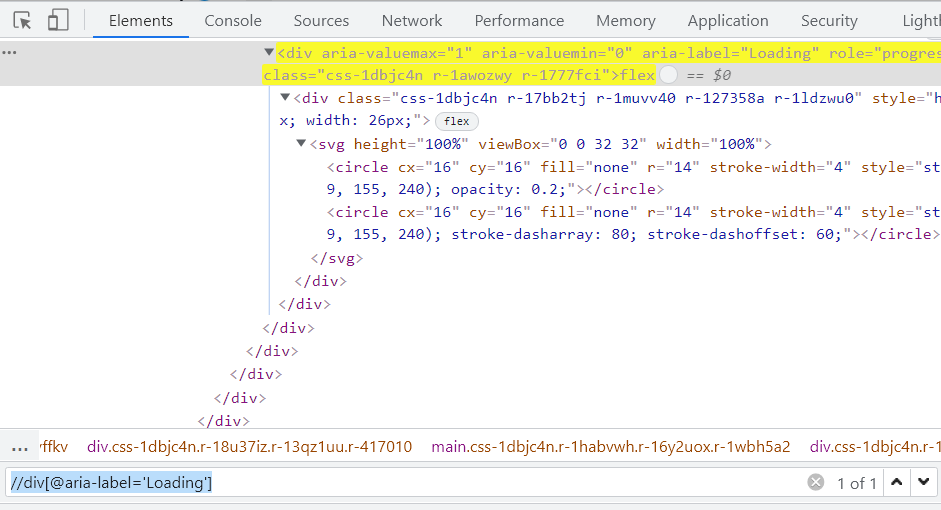 Elements Console Sources Network Performance Memory Application Security Light
... ▼<div aria-valuemax="1" aria-valuemin="0" aria-label="Loading" role="progres
class="css-1dbjc4n r-1awozwy r-1777fci">flex == $0
▼<div class="css-1dbjc4n r-17bb2tj r-1muvv40 r-127358a r-1ldzwu0" style="h
x; width: 26px;"> flex
▼<svg height="100%" viewBox="0 0 32 32" width="100%">
<circle cx="16" cy="16" fill="none" r="14" stroke-width="4" style="st
9, 155, 240); opacity: 0.2;"></circle>
<circle cx="16" cy="16" fill="none" r="14" stroke-width="4" style="st
9, 155, 240); stroke-dasharray: 80; stroke-dashoffset: 60;"></circle>
</svg>
</div>
</div>
</div>
</div>
</div>
</div>
</div>
... ffkv div.css-1dbjc4n.r-18u37iz.r-13qz1uu.r-417010 main.css-1dbjc4n.r-1habvwh.r-16y2uox.r-1wbh5a2 div.css-1dbjc4n.r-1
//div[@aria-label='Loading'] 1 of 1